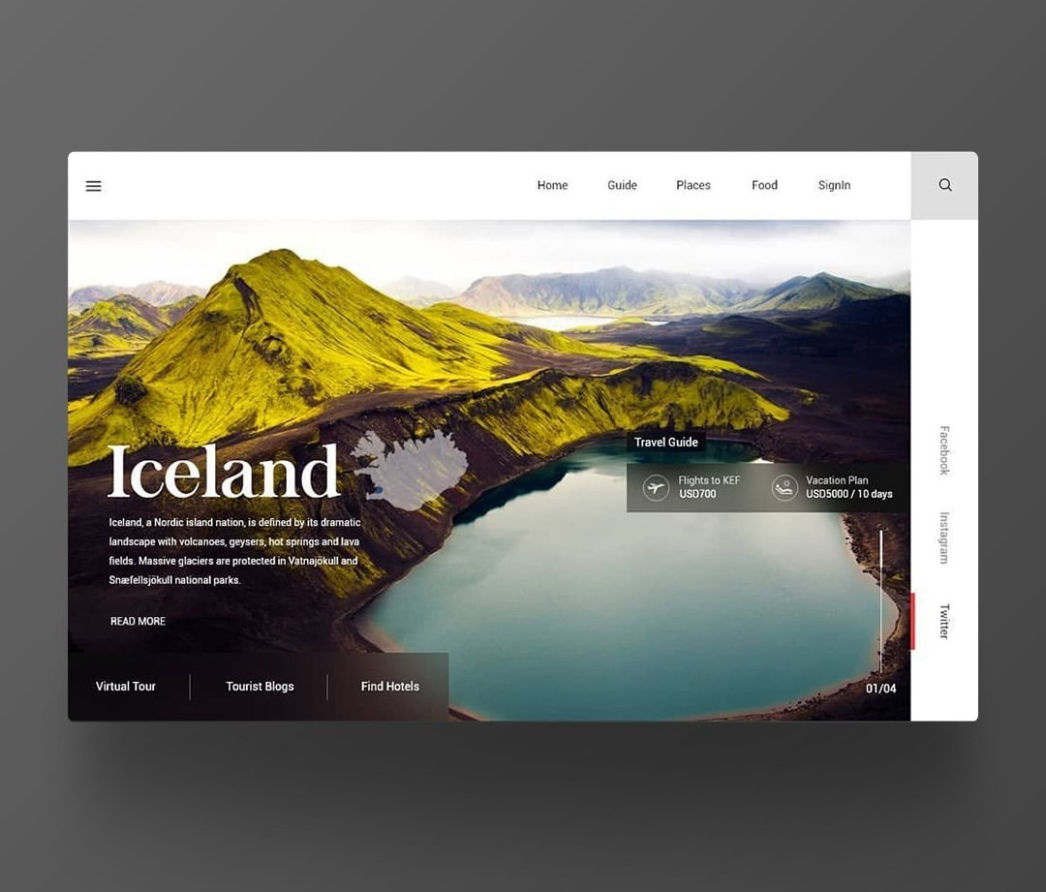 Home Guide Places Food SignIn
Iceland
Iceland, a Nordic island nation, is defined by its dramatic
landscape with volcanoes, geysers, hot springs and lava
fields. Massive glaciers are protected in Vatnajökull and
Snæfellsjökull national parks.
READ MORE
Travel Guide
Flights to KEF
USD700
Vacation Plan
USD5000 / 10 days
Virtual Tour Tourist Blogs Find Hotels
01/04
Facebook
Instagram
Twitter